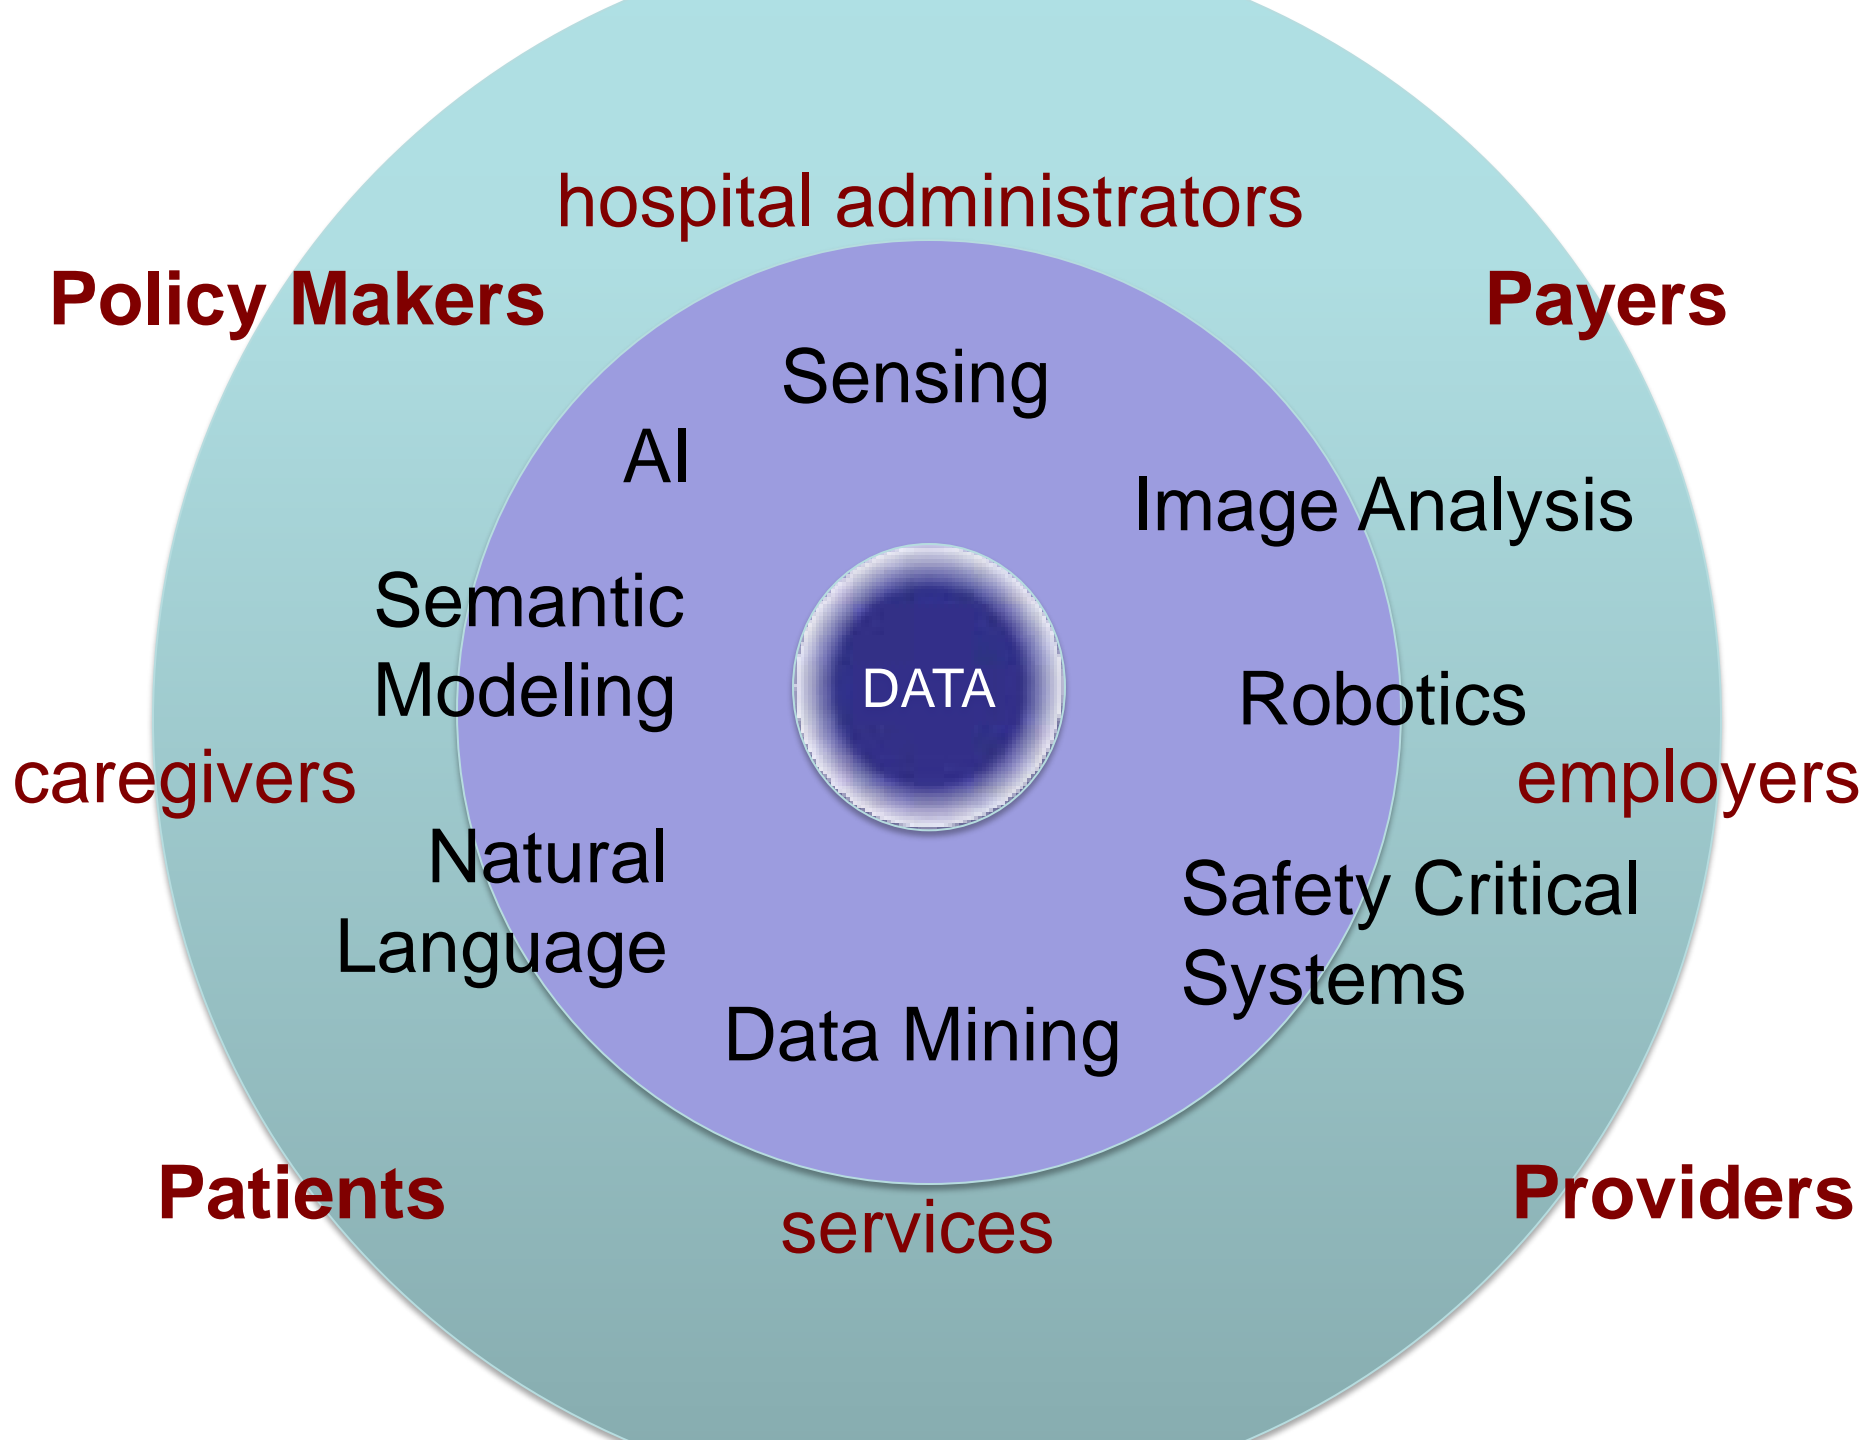 hospital administrators
Policy Makers
Payers
Sensing
AI
Image Analysis
Semantic
Modeling
DATA
Robotics
caregivers
employers
Natural
Language
Safety Critical
Systems
Data Mining
Patients
Providers
services